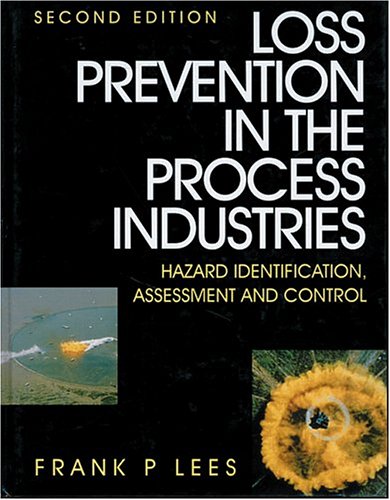 SECOND EDITION
LOSS
PREVENTION
IN THE
PROCESS
INDUSTRIES
HAZARD IDENTIFICATION,
ASSESSMENT AND CONTROL
FRANK P LEES